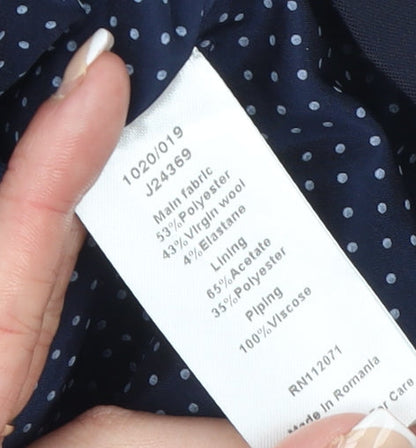 1020/019
J24369
Main fabric
53%Polyester
43%Virgin wool
4%Elastane
Lining
65%Acetate
35%Polyester
Piping
100%Viscose
RN112071
Made In Romania
Care